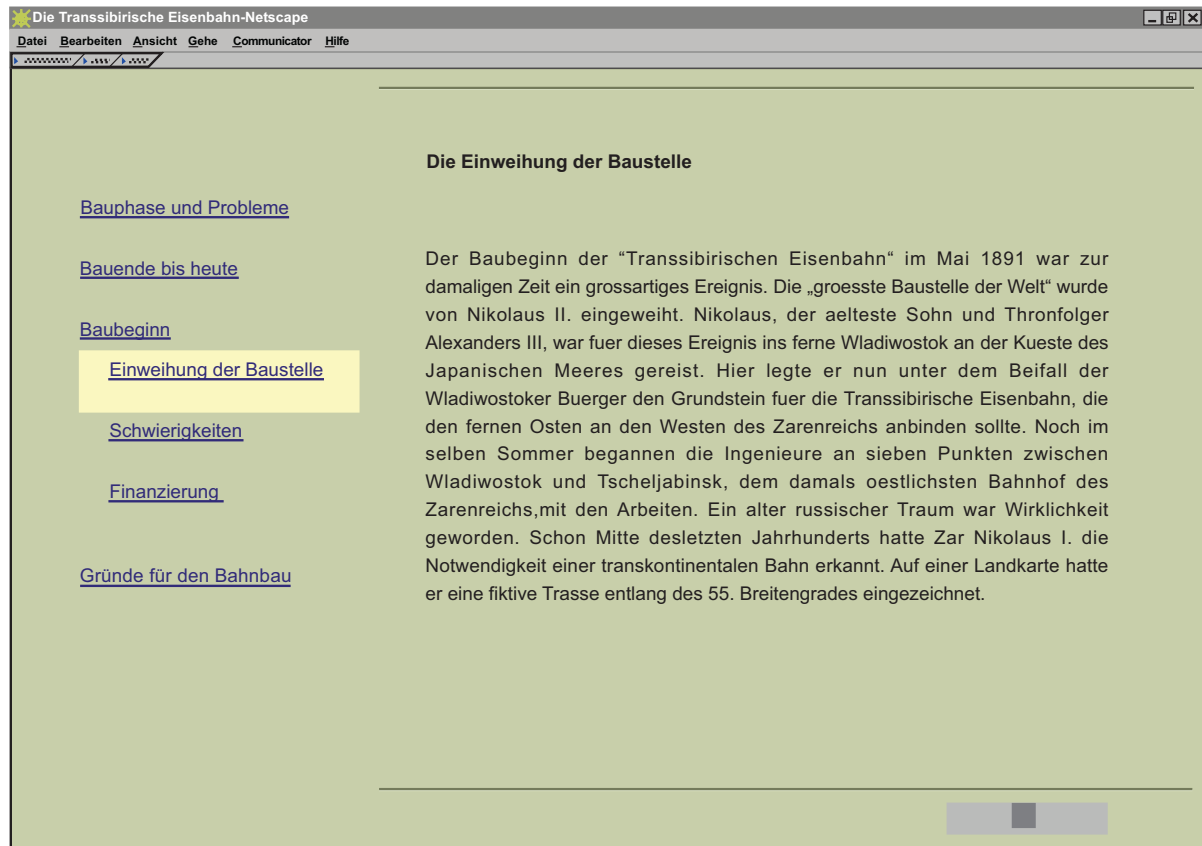 Die Transsibirische Eisenbahn-Netscape
Datei Bearbeiten Ansicht Gehe Communicator Hilfe
Die Einweihung der Baustelle
Bauphase und Probleme
Bauende bis heute
Baubeginn
Einweihung der Baustelle
Schwierigkeiten
Finanzierung
Gründe für den Bahnbau
Der Baubeginn der “Transsibirischen Eisenbahn“ im Mai 1891 war zur
damaligen Zeit ein grossartiges Ereignis. Die „groesste Baustelle der Welt“ wurde
von Nikolaus II. eingeweiht. Nikolaus, der aelteste Sohn und Thronfolger
Alexanders III, war fuer dieses Ereignis ins ferne Wladiwostok an der Kueste des
Japanischen Meeres gereist. Hier legte er nun unter dem Beifall der
Wladiwostoker Buerger den Grundstein fuer die Transsibirische Eisenbahn, die
den fernen Osten an den Westen des Zarenreichs anbinden sollte. Noch im
selben Sommer begannen die Ingenieure an sieben Punkten zwischen
Wladiwostok und Tscheljabinsk, dem damals oestlichsten Bahnhof des
Zarenreichs,mit den Arbeiten. Ein alter russischer Traum war Wirklichkeit
geworden. Schon Mitte desletzten Jahrhunderts hatte Zar Nikolaus I. die
Notwendigkeit einer transkontinentalen Bahn erkannt. Auf einer Landkarte hatte
er eine fiktive Trasse entlang des 55. Breitengrades eingezeichnet.